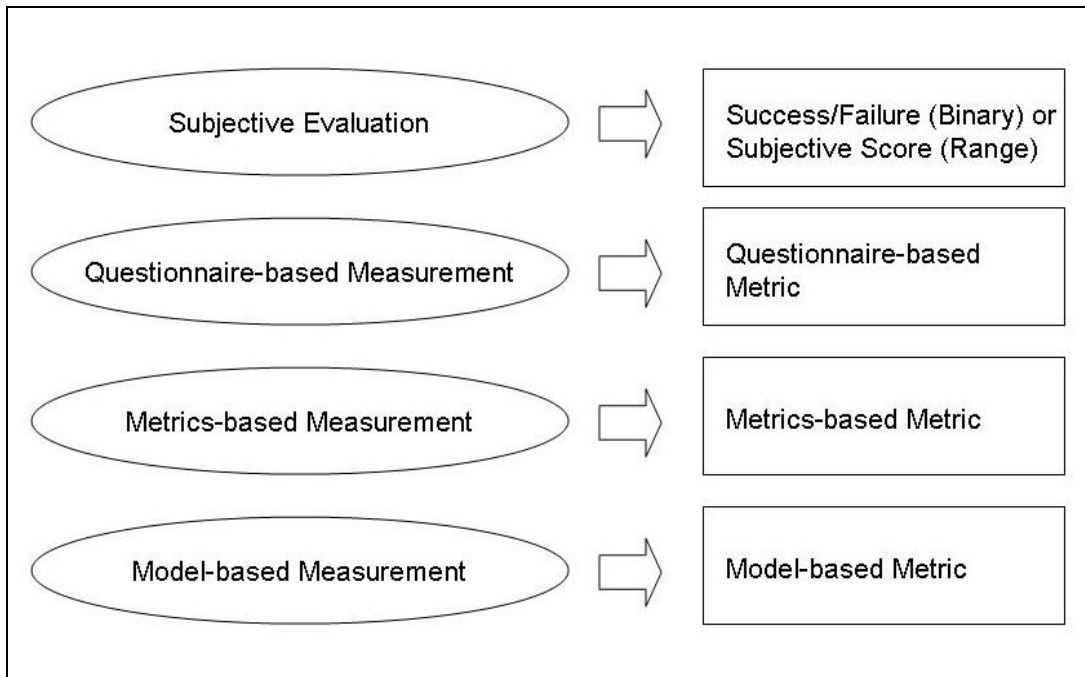 Subjective Evaluation
Success/Failure (Binary) or
Subjective Score (Range)
Questionnaire-based Measurement
Questionnaire-based
Metric
Metrics-based Measurement
Metrics-based Metric
Model-based Measurement
Model-based Metric